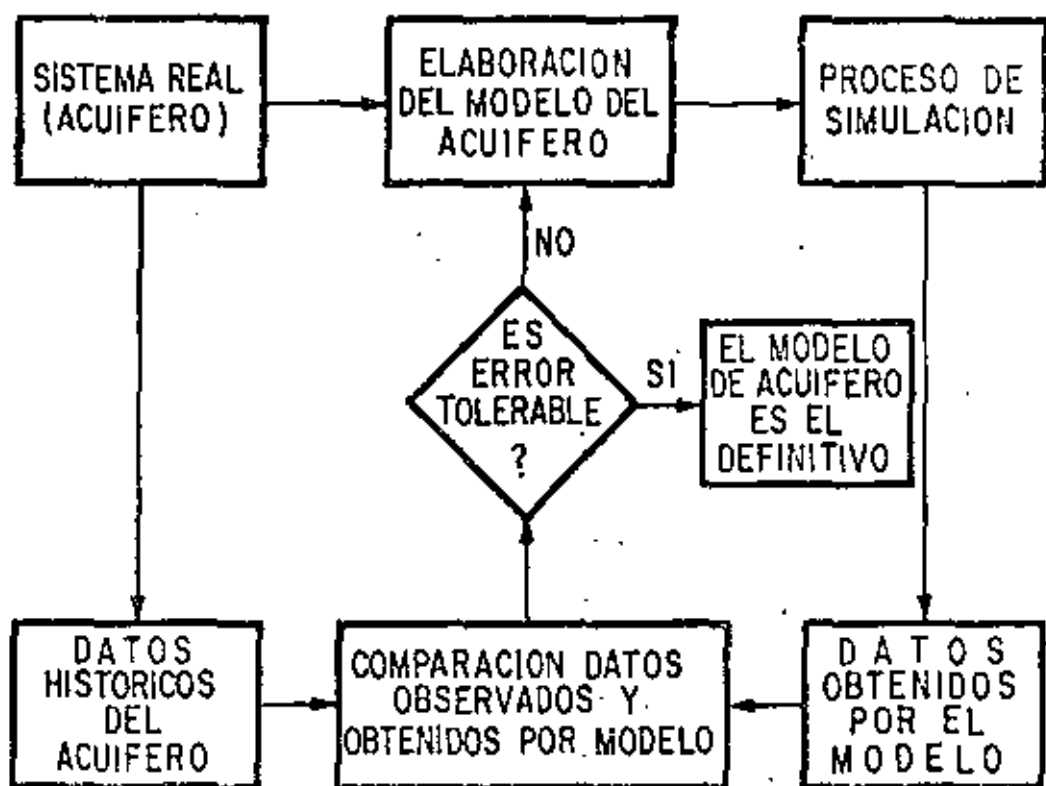 SISTEMA REAL
(ACUIFERO)
ELABORACION
DEL MODELO DEL
ACUIFERO
PROCESO DE
SIMULACION
NO
ES
ERROR
TOLERABLE
?
SI
EL MODELO
DE ACUIFERO
ES EL
DEFINITIVO
DATOS
HISTORICOS
DEL
ACUIFERO
COMPARACION DATOS
OBSERVADOS Y
OBTENIDOS POR MODELO
DATOS
OBTENIDOS
POR EL
MODELO